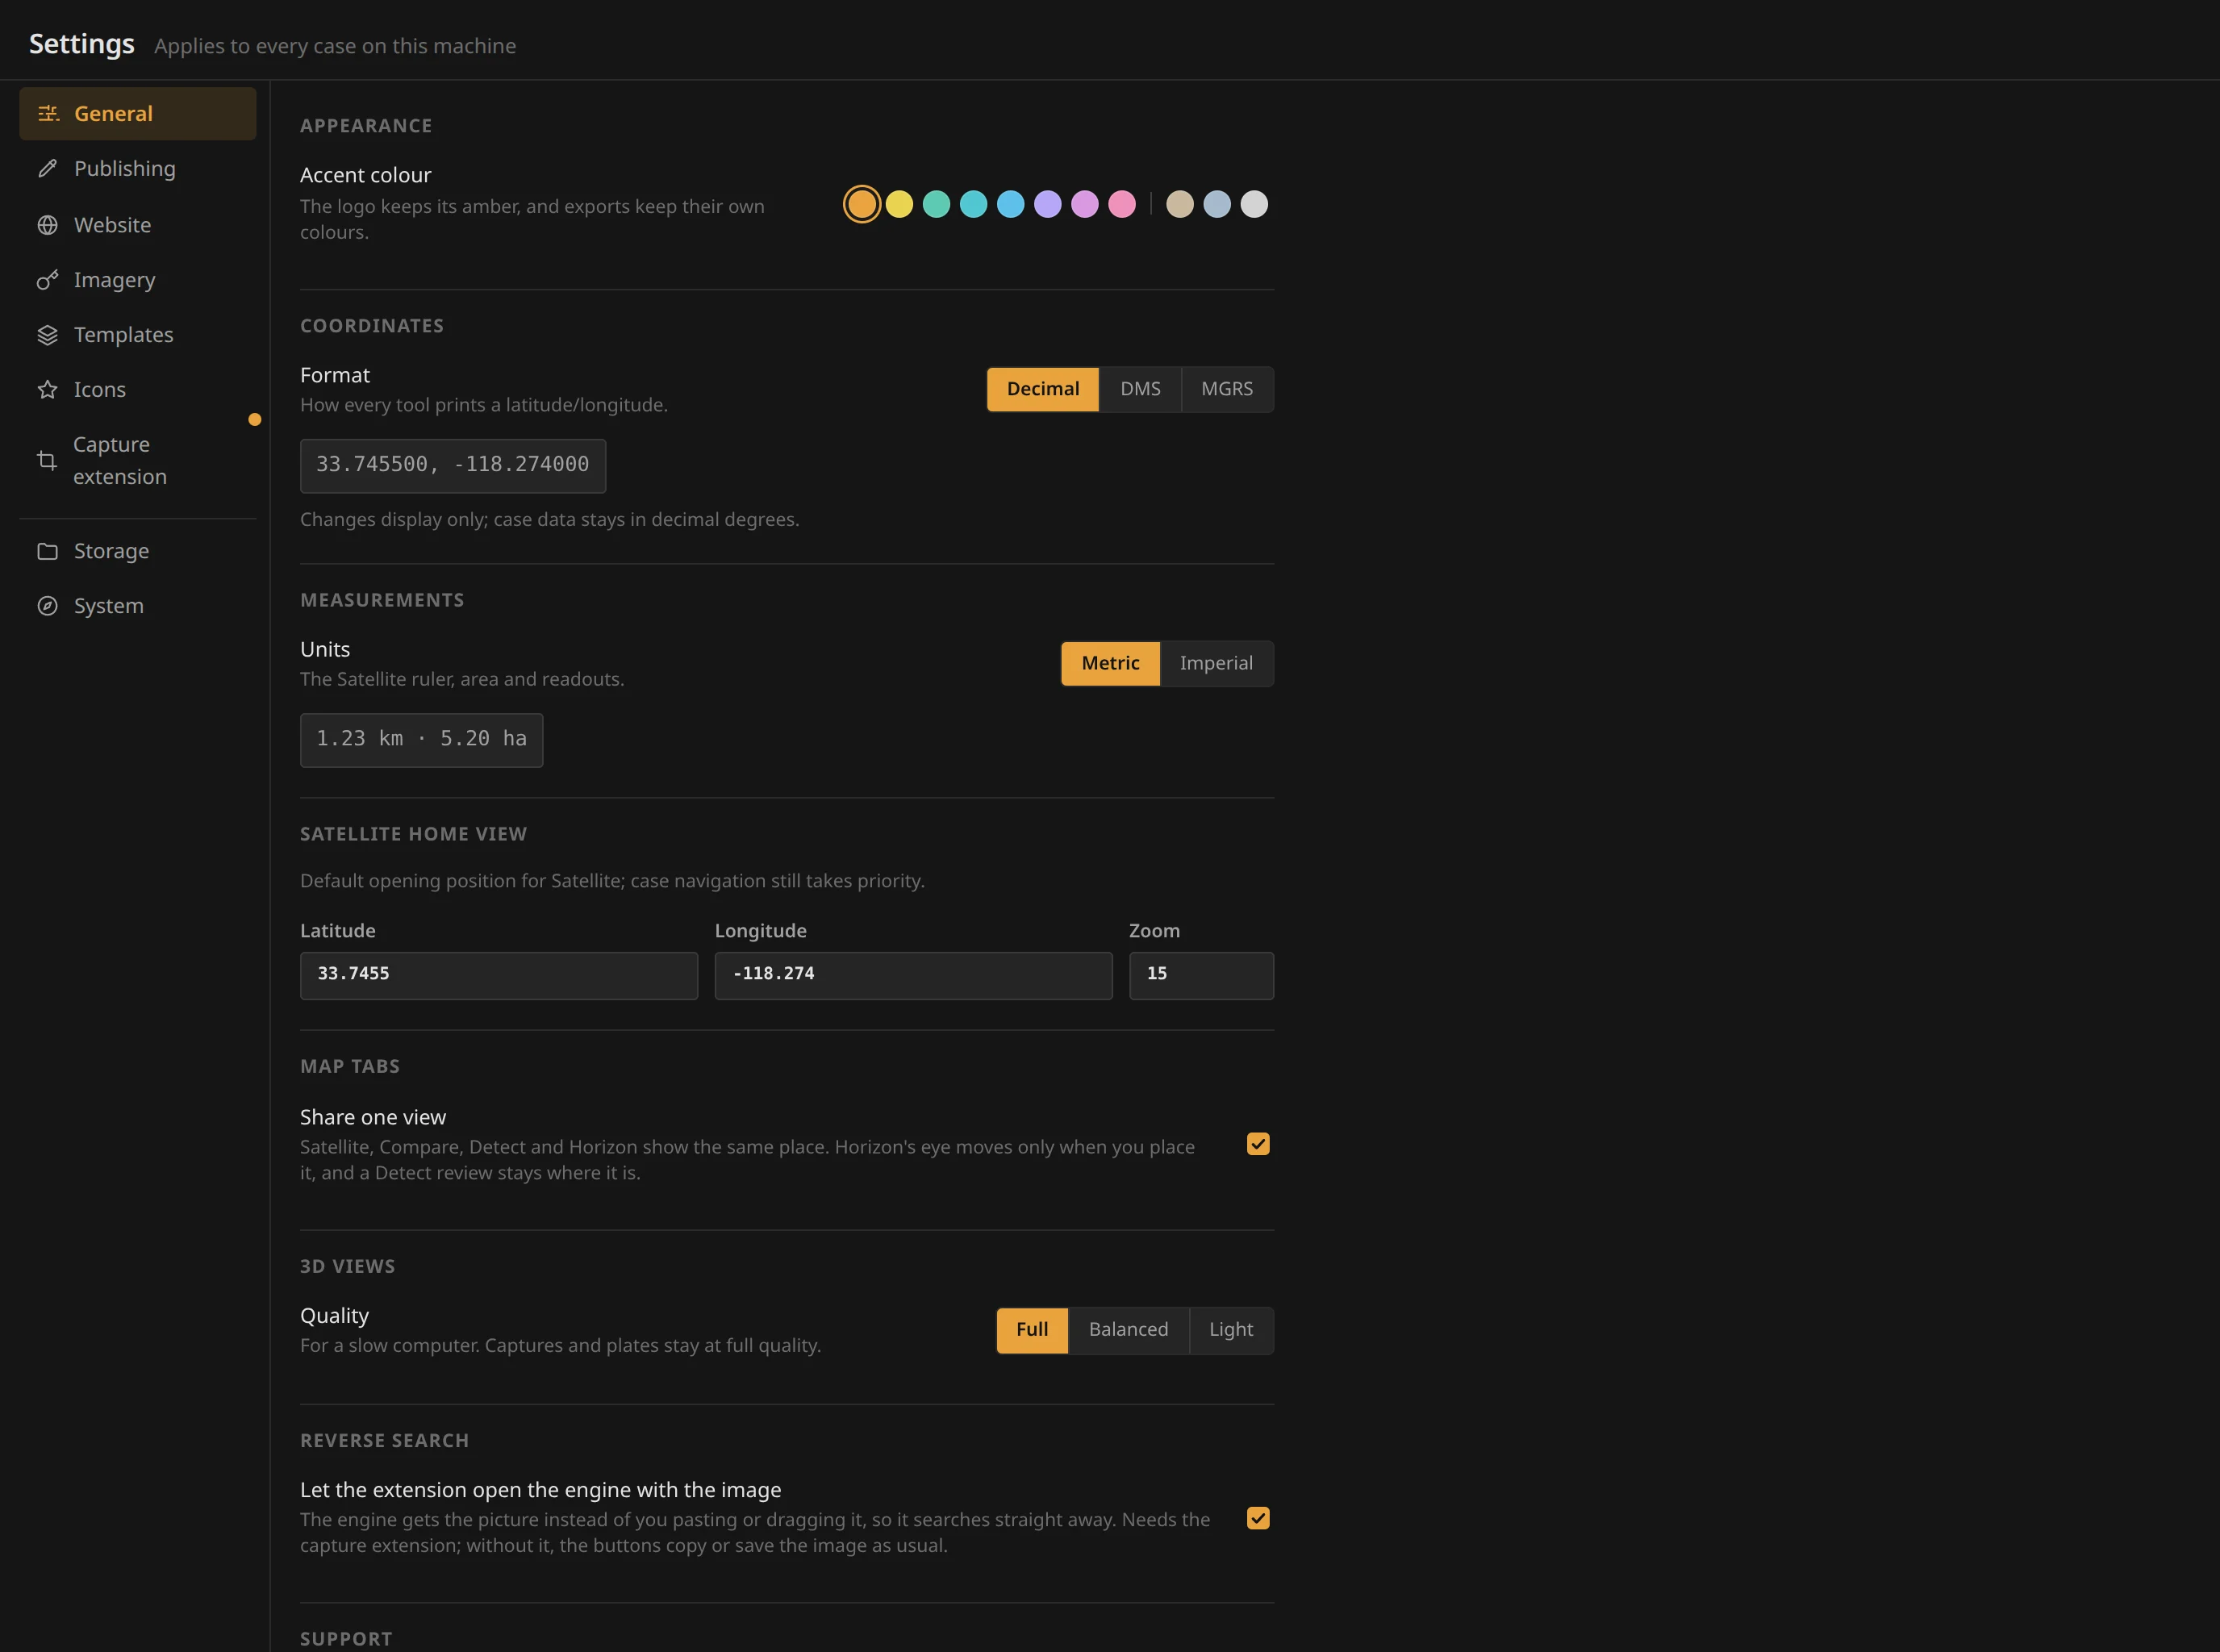 Settings Applies to every case on this machine
General
Publishing
Website
Imagery
Templates
Icons
Capture
extension
Storage
System
APPEARANCE
Accent colour
The logo keeps its amber, and exports keep their own
colours.
COORDINATES
Format
How every tool prints a latitude/longitude.
Decimal DMS MGRS
33.745500, -118.274000
Changes display only; case data stays in decimal degrees.
MEASUREMENTS
Units
The Satellite ruler, area and readouts.
Metric Imperial
1.23 km · 5.20 ha
SATELLITE HOME VIEW
Default opening position for Satellite; case navigation still takes priority.
Latitude Longitude Zoom
33.7455 -118.274 15
MAP TABS
Share one view
Satellite, Compare, Detect and Horizon show the same place. Horizon's eye moves only when you place
it, and a Detect review stays where it is.
3D VIEWS
Quality
For a slow computer. Captures and plates stay at full quality.
Full Balanced Light
REVERSE SEARCH
Let the extension open the engine with the image
The engine gets the picture instead of you pasting or dragging it, so it searches straight away. Needs the
capture extension; without it, the buttons copy or save the image as usual.
SUPPORT